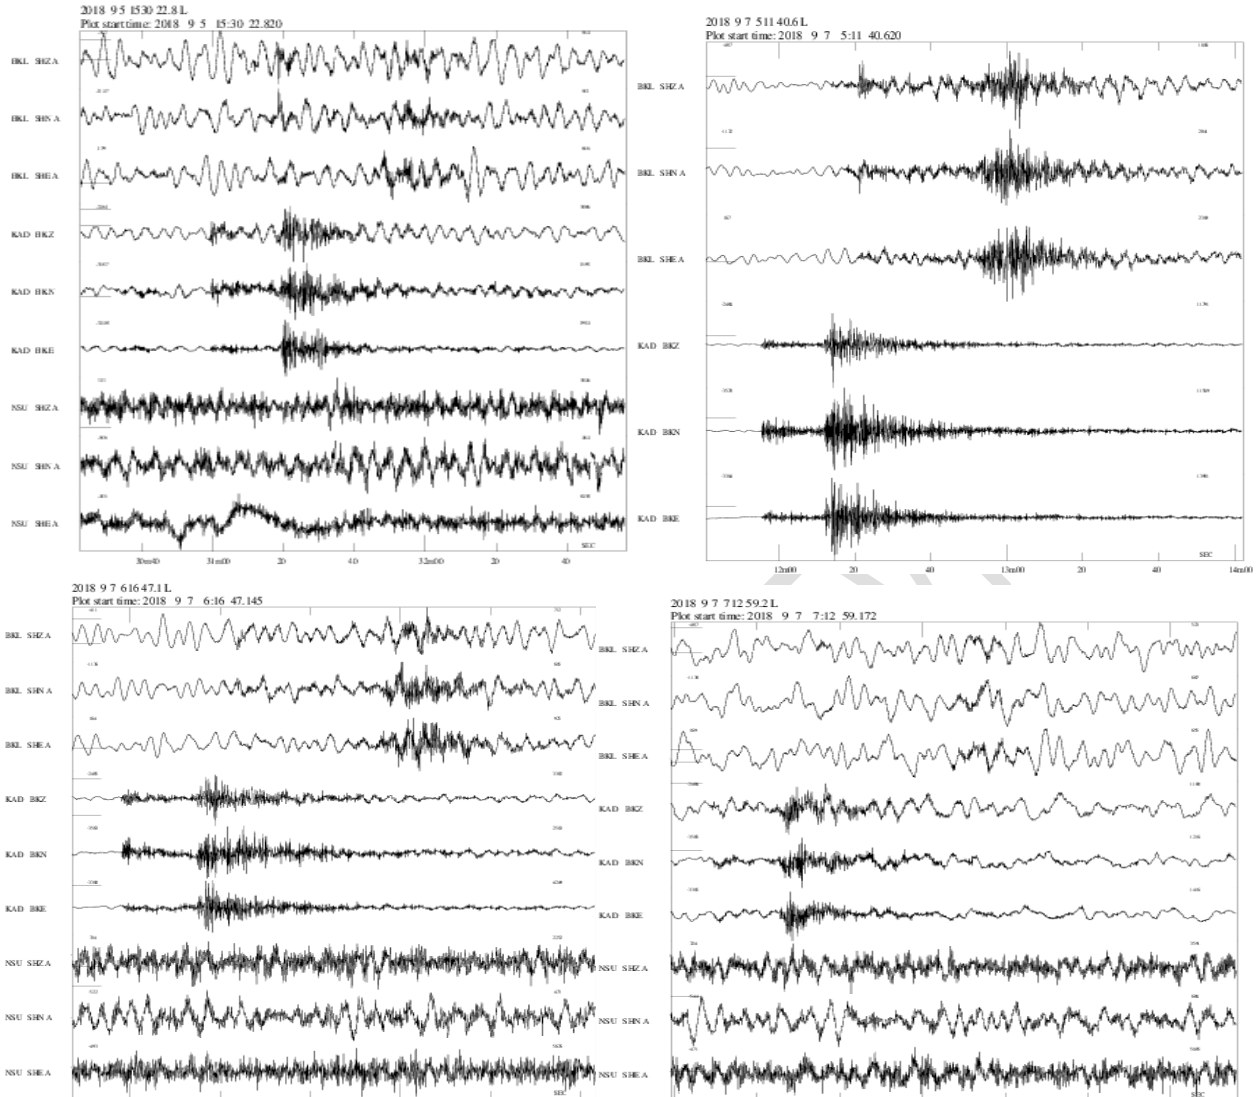 2018 9 5 1530 22.8 L
Plot start time: 2018 9 5 15:30 22.820
BKL SHZ A
BKL SHN A
BKL SHE A
KAD BKZ
KAD BKN
KAD BKE
NSU SHZ A
NSU SHN A
NSU SHE A
SEC
30m40 31m00 20 40 32m00 20 40
2018 9 7 511 40.6 L
Plot start time: 2018 9 7 5:11 40.620
BKL SHZ A
BKL SHN A
BKL SHE A
KAD BKZ
KAD BKN
KAD BKE
SEC
12m00 20 40 13m00 20 40 14m00
2018 9 7 616 47.1 L
Plot start time: 2018 9 7 6:16 47.145
BKL SHZ A
BKL SHN A
BKL SHE A
KAD BKZ
KAD BKN
KAD BKE
NSU SHZ A
NSU SHN A
NSU SHE A
SEC
2018 9 7 712 59.2 L
Plot start time: 2018 9 7 7:12 59.172
BKL SHZ A
BKL SHN A
BKL SHE A
KAD BKZ
KAD BKN
KAD BKE
NSU SHZ A
NSU SHN A
NSU SHE A
SEC